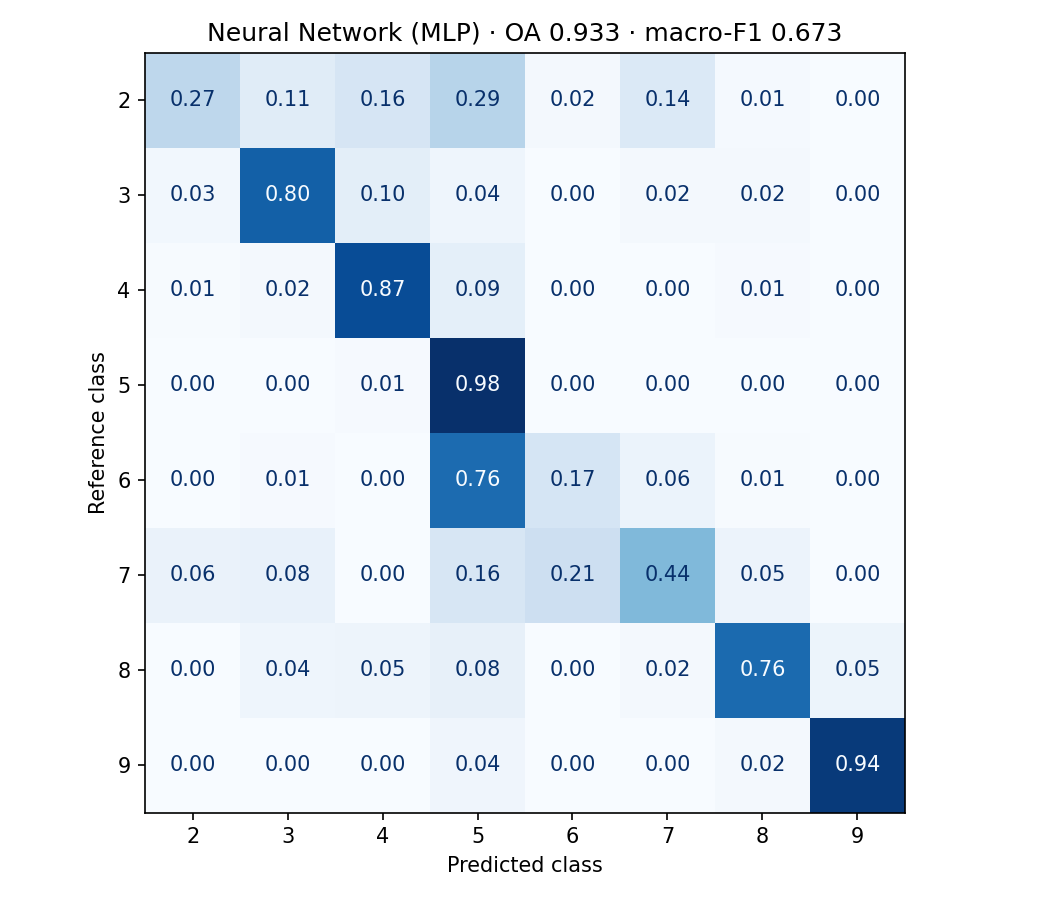 Neural Network (MLP) · OA 0.933 · macro-F1 0.673
2 0.27 0.11 0.16 0.29 0.02 0.14 0.01 0.00
3 0.03 0.80 0.10 0.04 0.00 0.02 0.02 0.00
4 0.01 0.02 0.87 0.09 0.00 0.00 0.01 0.00
5 0.00 0.00 0.01 0.98 0.00 0.00 0.00 0.00
6 0.00 0.01 0.00 0.76 0.17 0.06 0.01 0.00
7 0.06 0.08 0.00 0.16 0.21 0.44 0.05 0.00
8 0.00 0.04 0.05 0.08 0.00 0.02 0.76 0.05
9 0.00 0.00 0.00 0.04 0.00 0.00 0.02 0.94
Reference class
2 3 4 5 6 7 8 9
Predicted class